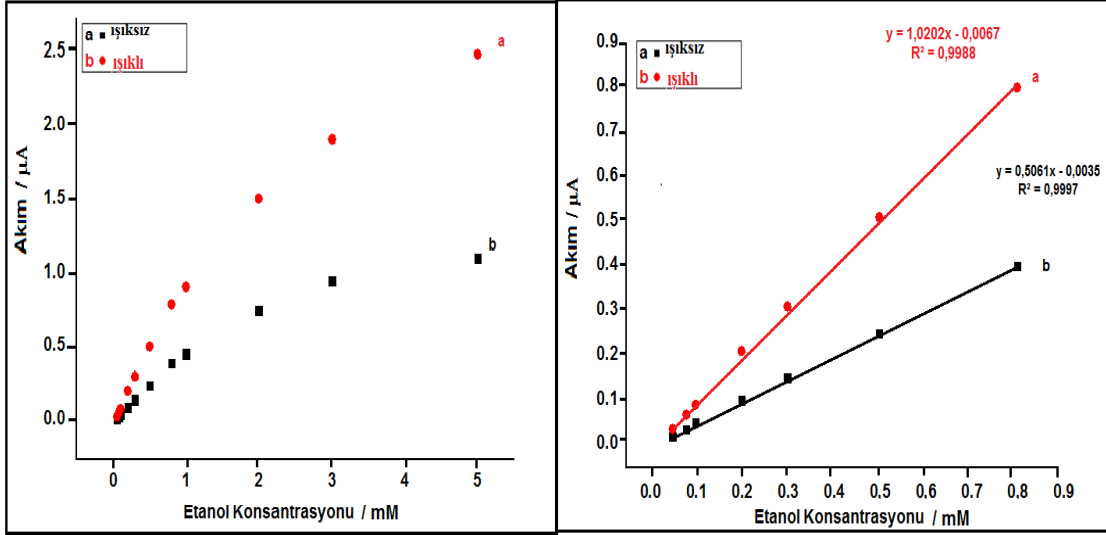 a ■ ışıksız
b ● ışıklı
2.5
2.0
1.5
1.0
0.5
0.0
Akım / µA
a
b
0 1 2 3 4 5
Etanol Konsantrasyonu / mM
a ■ ışıksız
b ● ışıklı
y = 1,0202x - 0,0067
R² = 0,9988
a
y = 0,5061x - 0,0035
R² = 0,9997
b
0.9
0.8
0.7
0.6
0.5
0.4
0.3
0.2
0.1
0.0
Akım / µA
0.0 0.1 0.2 0.3 0.4 0.5 0.6 0.7 0.8 0.9
Etanol Konsantrasyonu / mM